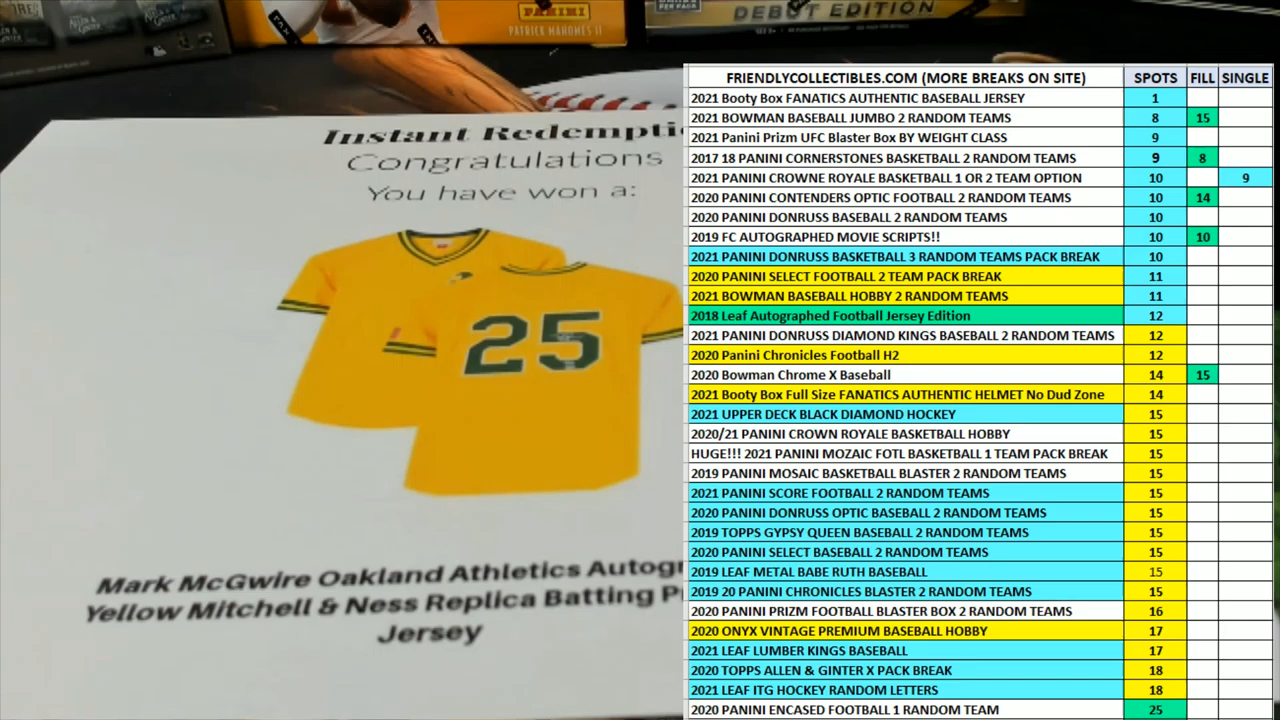 PANINI
PATRICK MAHOMES II
DEBUT EDITION
Instant Redempti
Congratulations
You have won a:
25
Mark McGwire Oakland Athletics Autogr
Yellow Mitchell & Ness Replica Batting P
Jersey
FRIENDLYCOLLECTIBLES.COM (MORE BREAKS ON SITE) SPOTS FILL SINGLE
2021 Booty Box FANATICS AUTHENTIC BASEBALL JERSEY 1
2021 BOWMAN BASEBALL JUMBO 2 RANDOM TEAMS 8 15
2021 Panini Prizm UFC Blaster Box BY WEIGHT CLASS 9
2017 18 PANINI CORNERSTONES BASKETBALL 2 RANDOM TEAMS 9 8
2021 PANINI CROWNE ROYALE BASKETBALL 1 OR 2 TEAM OPTION 10 9
2020 PANINI CONTENDERS OPTIC FOOTBALL 2 RANDOM TEAMS 10 14
2020 PANINI DONRUSS BASEBALL 2 RANDOM TEAMS 10
2019 FC AUTOGRAPHED MOVIE SCRIPTS!! 10 10
2021 PANINI DONRUSS BASKETBALL 3 RANDOM TEAMS PACK BREAK 10
2020 PANINI SELECT FOOTBALL 2 TEAM PACK BREAK 11
2021 BOWMAN BASEBALL HOBBY 2 RANDOM TEAMS 11
2018 Leaf Autographed Football Jersey Edition 12
2021 PANINI DONRUSS DIAMOND KINGS BASEBALL 2 RANDOM TEAMS 12
2020 Panini Chronicles Football H2 12
2020 Bowman Chrome X Baseball 14 15
2021 Booty Box Full Size FANATICS AUTHENTIC HELMET No Dud Zone 14
2021 UPPER DECK BLACK DIAMOND HOCKEY 15
2020/21 PANINI CROWN ROYALE BASKETBALL HOBBY 15
HUGE!!! 2021 PANINI MOZAIC FOTL BASKETBALL 1 TEAM PACK BREAK 15
2019 PANINI MOSAIC BASKETBALL BLASTER 2 RANDOM TEAMS 15
2021 PANINI SCORE FOOTBALL 2 RANDOM TEAMS 15
2020 PANINI DONRUSS OPTIC BASEBALL 2 RANDOM TEAMS 15
2019 TOPPS GYPSY QUEEN BASEBALL 2 RANDOM TEAMS 15
2020 PANINI SELECT BASEBALL 2 RANDOM TEAMS 15
2019 LEAF METAL BABE RUTH BASEBALL 15
2019 20 PANINI CHRONICLES BLASTER 2 RANDOM TEAMS 15
2020 PANINI PRIZM FOOTBALL BLASTER BOX 2 RANDOM TEAMS 16
2020 ONYX VINTAGE PREMIUM BASEBALL HOBBY 17
2021 LEAF LUMBER KINGS BASEBALL 17
2020 TOPPS ALLEN & GINTER X PACK BREAK 18
2021 LEAF ITG HOCKEY RANDOM LETTERS 18
2020 PANINI ENCASED FOOTBALL 1 RANDOM TEAM 25